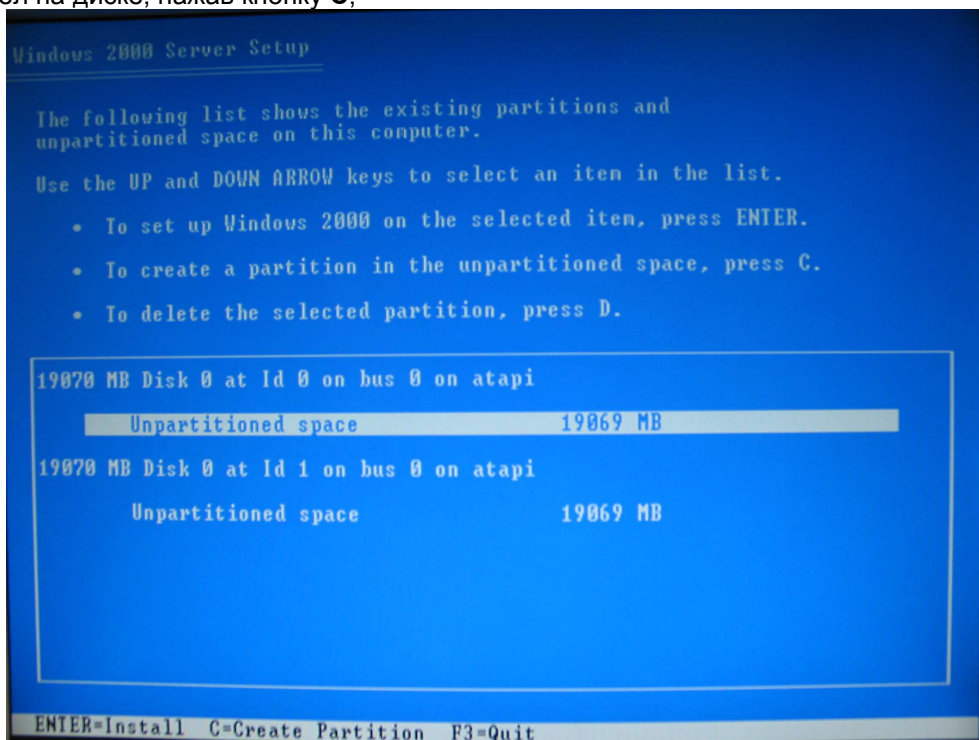 на диске, нажав кнопку С,
Windows 2000 Server Setup
The following list shows the existing partitions and
unpartitioned space on this computer.
Use the UP and DOWN ARROW keys to select an item in the list.
• To set up Windows 2000 on the selected item, press ENTER.
• To create a partition in the unpartitioned space, press C.
• To delete the selected partition, press D.
19070 MB Disk 0 at Id 0 on bus 0 on atapi
Unpartitioned space 19069 MB
19070 MB Disk 0 at Id 1 on bus 0 on atapi
Unpartitioned space 19069 MB
ENTER=Install C=Create Partition F3=Quit